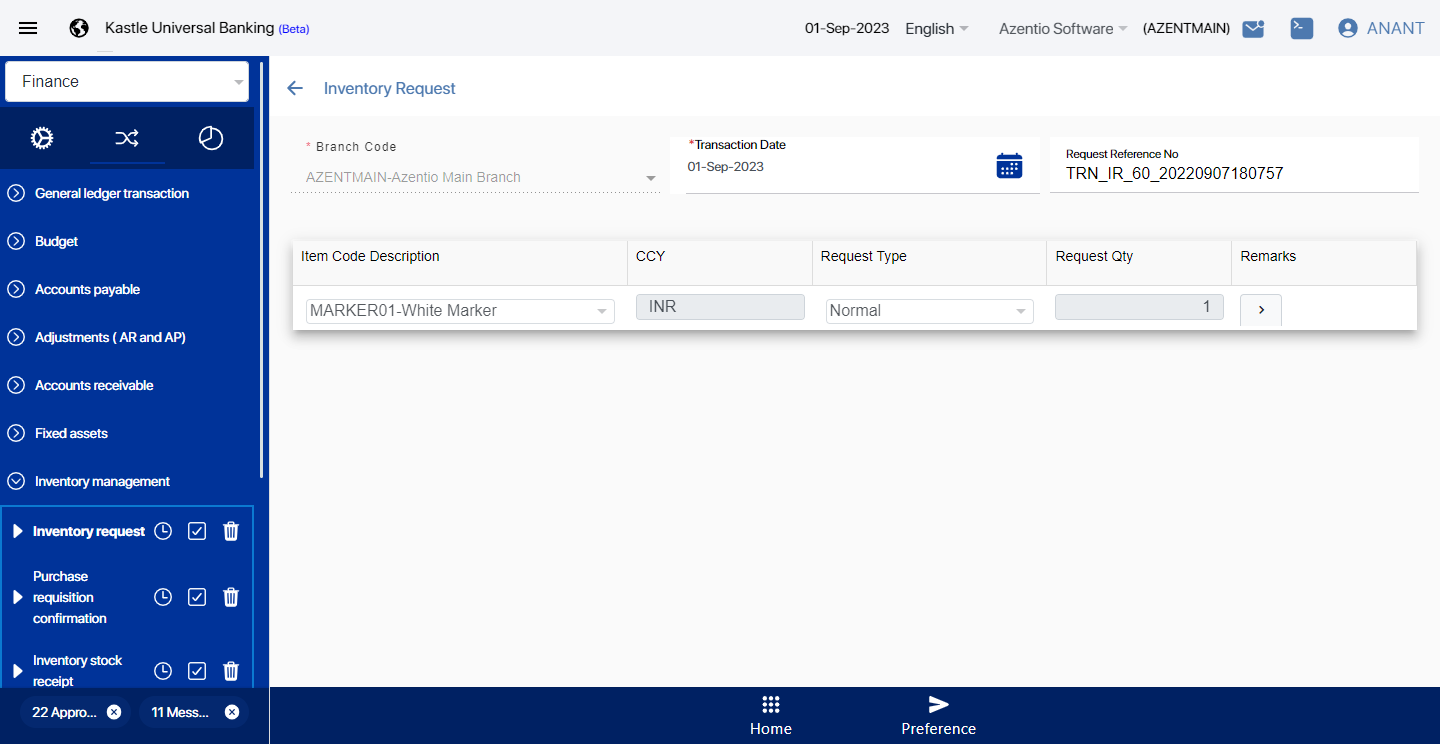 Kastle Universal Banking (Beta)
01-Sep-2023 English Azentio Software (AZENTMAIN) ANANT
Finance
General ledger transaction
Budget
Accounts payable
Adjustments ( AR and AP)
Accounts receivable
Fixed assets
Inventory management
Inventory request
Purchase
requisition
confirmation
Inventory stock
receipt
22 Appro...
11 Mess...
Inventory Request
* Branch Code
AZENTMAIN-Azentio Main Branch
*Transaction Date
01-Sep-2023
Request Reference No
TRN_IR_60_20220907180757
Item Code Description CCY Request Type Request Qty Remarks
MARKER01-White Marker INR Normal 1
Home
Preference